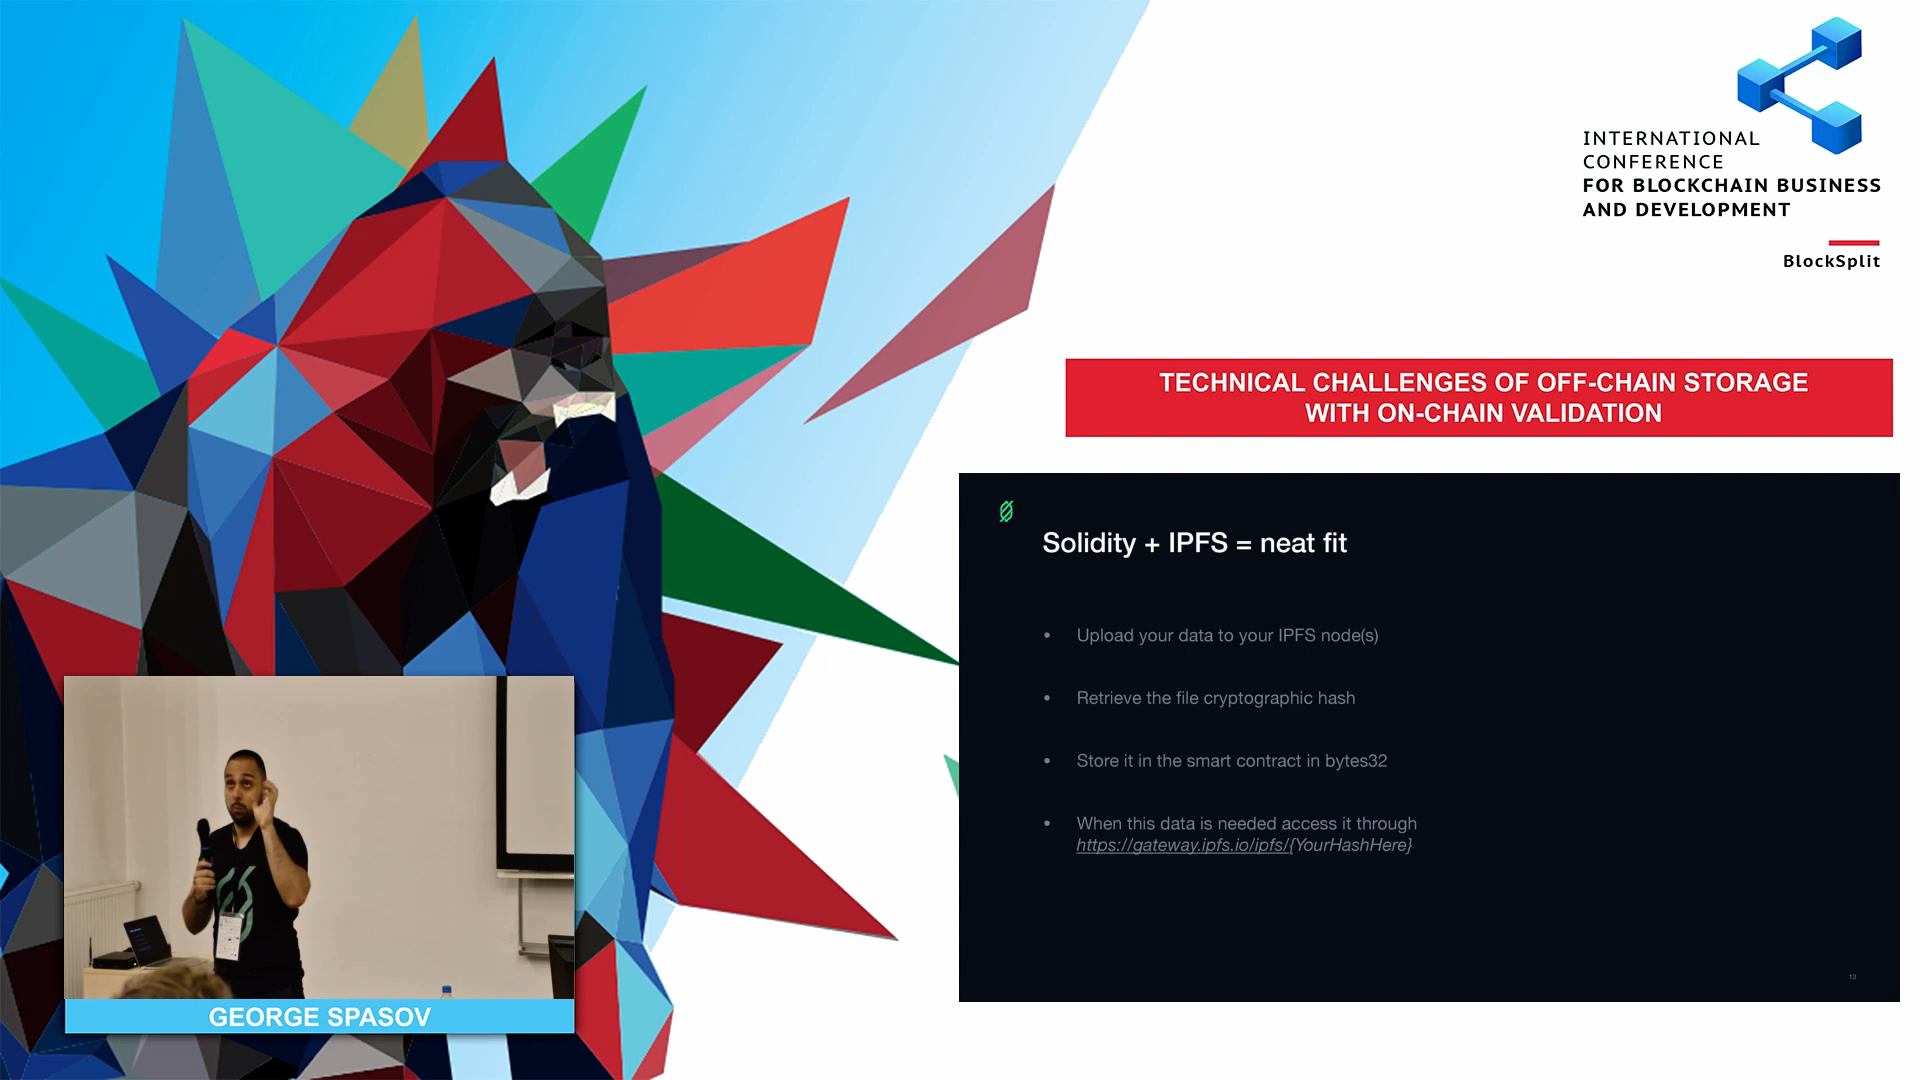 INTERNATIONAL
CONFERENCE
FOR BLOCKCHAIN BUSINESS
AND DEVELOPMENT
BlockSplit
TECHNICAL CHALLENGES OF OFF-CHAIN STORAGE
WITH ON-CHAIN VALIDATION
Solidity + IPFS = neat fit
• Upload your data to your IPFS node(s)
• Retrieve the file cryptographic hash
• Store it in the smart contract in bytes32
• When this data is needed access it through
https://gateway.ipfs.io/ipfs/{YourHashHere}
13
GEORGE SPASOV